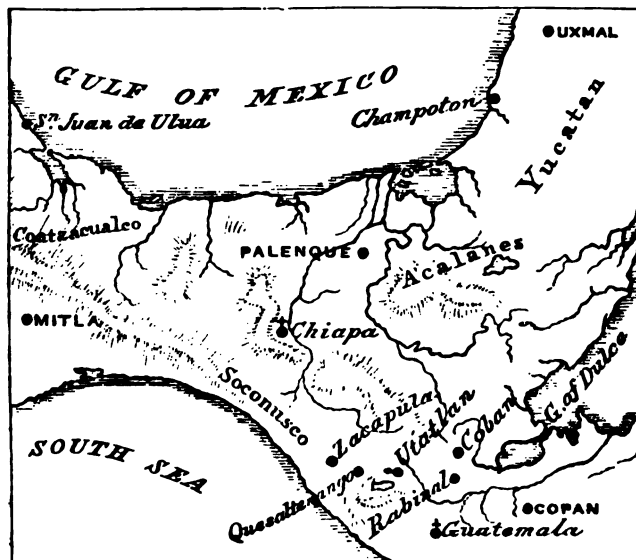 UXMAL
GULF OF MEXICO
Champoton
Sn. Juan de Ulua
Yucatan
Coatzacualco
PALENQUE
Acalanes
MITLA
Chiapa
Soconusco
G. of Dulce
Zacapula
Utatlan
Coban
SOUTH SEA
Quesaltenango
Rabinal
COPAN
Guatemala